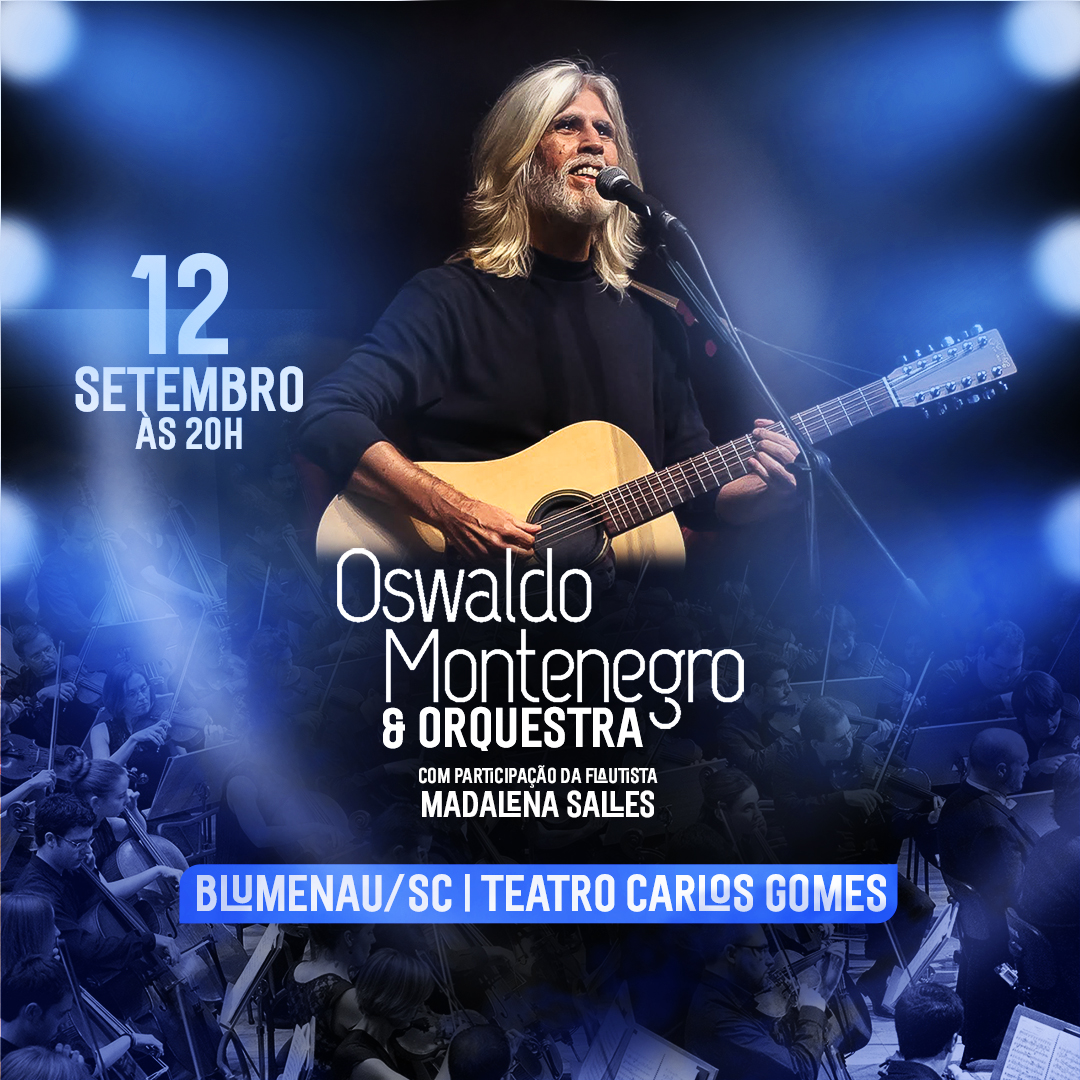 12
SETEMBRO
ÀS 20H
Oswaldo
Montenegro
& ORQUESTRA
COM PARTICIPAÇÃO DA FLAUTISTA
MADALENA SALLES
BLUMENAU/SC | TEATRO CARLOS GOMES